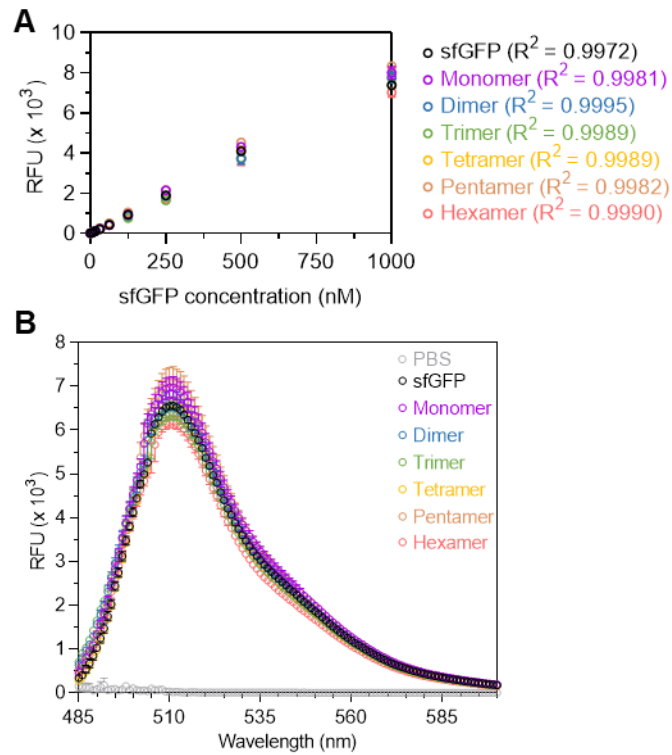 A
RFU (x 10³)
10
8
6
4
2
0
0
250
500
750
1000
sfGFP concentration (nM)
sfGFP (R² = 0.9972)
Monomer (R² = 0.9981)
Dimer (R² = 0.9995)
Trimer (R² = 0.9989)
Tetramer (R² = 0.9989)
Pentamer (R² = 0.9982)
Hexamer (R² = 0.9990)
B
RFU (x 10³)
8
7
6
5
4
3
2
1
0
485
510
535
560
585
Wavelength (nm)
PBS
sfGFP
Monomer
Dimer
Trimer
Tetramer
Pentamer
Hexamer